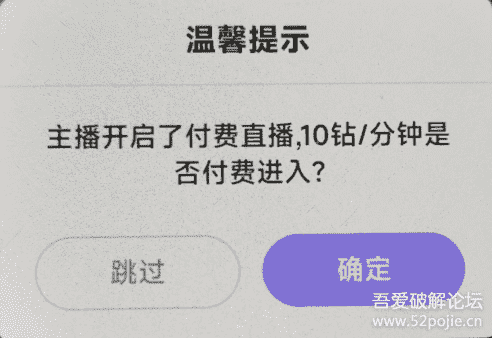 温馨提示
主播开启了付费直播,10钻/分钟是
否付费进入?
跳过
确定
吾爱破解论坛
www.52pojie.cn